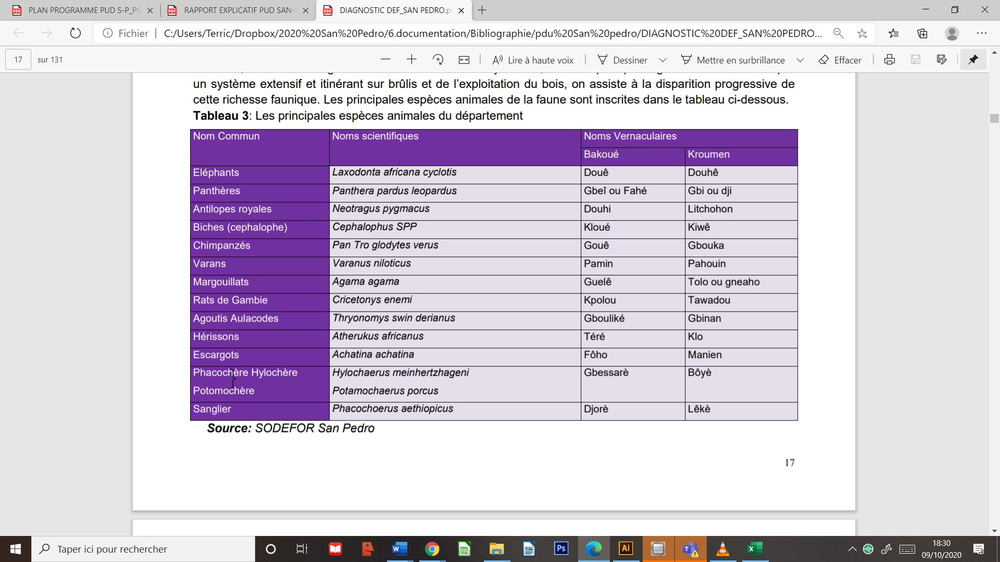 PLAN PROGRAMME PUD S-P_PG
RAPPORT EXPLICATIF PUD SAN-
DIAGNOSTIC DEF_SAN PEDRO.p
Fichier
C:/Users/Terric/Dropbox/2020%20San%20Pedro/6.documentation/Bibliographie/pdu%20San%20pedro/DIAGNOSTIC%20DEF_SAN%20PEDRO...
17 sur 131
Lire à haute voix
Dessiner
Mettre en surbrillance
Effacer
un système extensif et itinérant sur brûlis et de l’exploitation du bois, on assiste à la disparition progressive de
cette richesse faunique. Les principales espèces animales de la faune sont inscrites dans le tableau ci-dessous.
Tableau 3: Les principales espèces animales du département
Nom Commun Noms scientifiques Noms Vernaculaires
Bakoué Kroumen
Eléphants Laxodonta africana cyclotis Douê Douhê
Panthères Panthera pardus leopardus Gbeî ou Fahé Gbi ou dji
Antilopes royales Neotragus pygmacus Douhi Litchohon
Biches (cephalophe) Cephalophus SPP Kloué Kiwê
Chimpanzés Pan Tro glodytes verus Gouê Gbouka
Varans Varanus niloticus Pamin Pahouin
Margouillats Agama agama Guelê Tolo ou gneaho
Rats de Gambie Cricetonys enemi Kpolou Tawadou
Agoutis Aulacodes Thryonomys swin derianus Gbouliké Gbinan
Hérissons Atherukus africanus Téré Klo
Escargots Achatina achatina Fôho Manien
Phacochère Hylochère Hylochaerus meinhertzhageni Gbessarè Bôyè
Potomochère Potamochaerus porcus
Sanglier Phacochoerus aethiopicus Djorè Lêkè
Source: SODEFOR San Pedro
17
Taper ici pour rechercher
18:30
09/10/2020